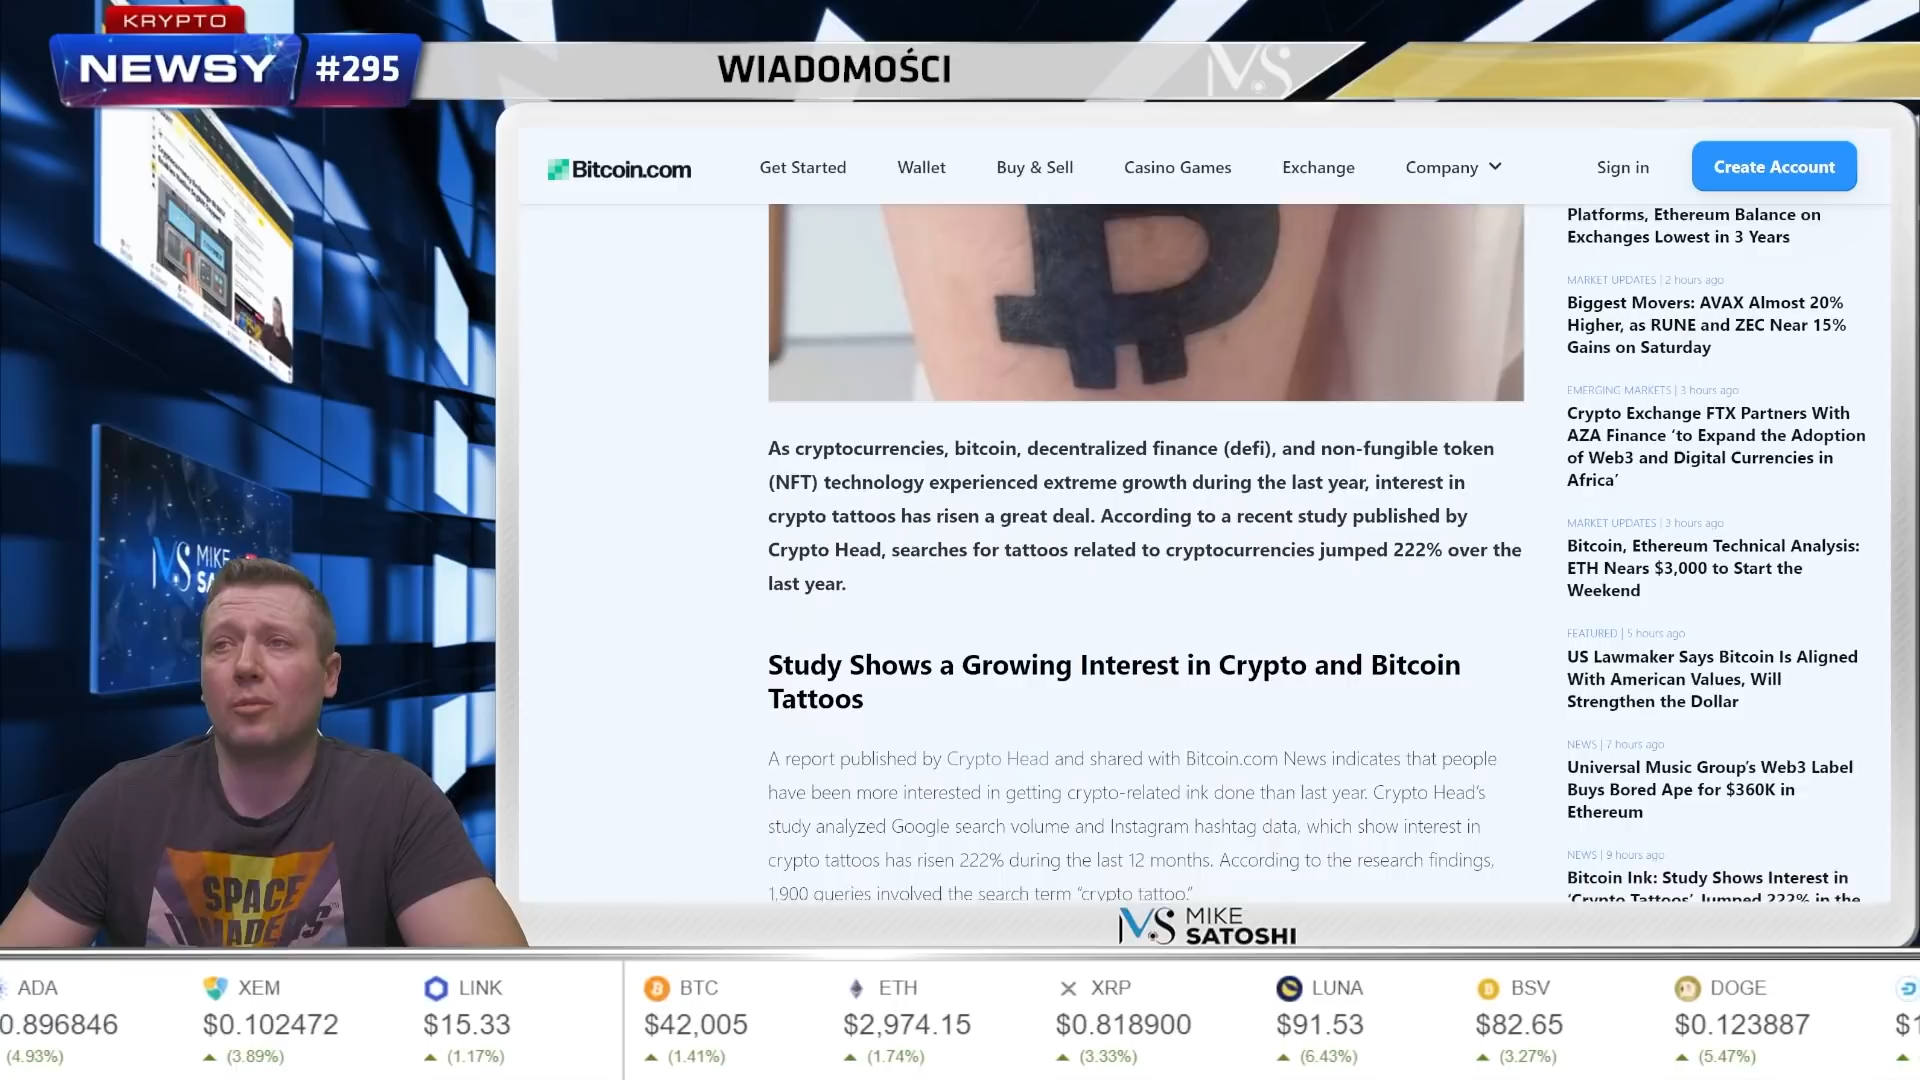 KRYPTO
NEWSY
#295
WIADOMOŚCI
MS
Bitcoin.com
Get Started
Wallet
Buy & Sell
Casino Games
Exchange
Company
Sign in
Create Account
As cryptocurrencies, bitcoin, decentralized finance (defi), and non-fungible token
(NFT) technology experienced extreme growth during the last year, interest in
crypto tattoos has risen a great deal. According to a recent study published by
Crypto Head, searches for tattoos related to cryptocurrencies jumped 222% over the
last year.
Study Shows a Growing Interest in Crypto and Bitcoin
Tattoos
A report published by Crypto Head and shared with Bitcoin.com News indicates that people
have been more interested in getting crypto-related ink done than last year. Crypto Head's
study analyzed Google search volume and Instagram hashtag data, which show interest in
crypto tattoos has risen 222% during the last 12 months. According to the research findings,
1,900 queries involved the search term “crypto tattoo.”
Platforms, Ethereum Balance on
Exchanges Lowest in 3 Years
MARKET UPDATES | 2 hours ago
Biggest Movers: AVAX Almost 20%
Higher, as RUNE and ZEC Near 15%
Gains on Saturday
EMERGING MARKETS | 3 hours ago
Crypto Exchange FTX Partners With
AZA Finance ‘to Expand the Adoption
of Web3 and Digital Currencies in
Africa’
MARKET UPDATES | 3 hours ago
Bitcoin, Ethereum Technical Analysis:
ETH Nears $3,000 to Start the
Weekend
FEATURED | 5 hours ago
US Lawmaker Says Bitcoin Is Aligned
With American Values, Will
Strengthen the Dollar
NEWS | 7 hours ago
Universal Music Group's Web3 Label
Buys Bored Ape for $360K in
Ethereum
NEWS | 9 hours ago
Bitcoin Ink: Study Shows Interest in
‘Crypto Tattoos’ Jumped 222% in the
MS MIKE
SPACE
INVADERS
MS MIKE
SATOSHI
ADA
0.896846
(4.93%)
XEM
$0.102472
(3.89%)
LINK
$15.33
(1.17%)
BTC
$42,005
(1.41%)
ETH
$2,974.15
(1.74%)
XRP
$0.818900
(3.33%)
LUNA
$91.53
(6.43%)
BSV
$82.65
(3.27%)
DOGE
$0.123887
(5.47%)